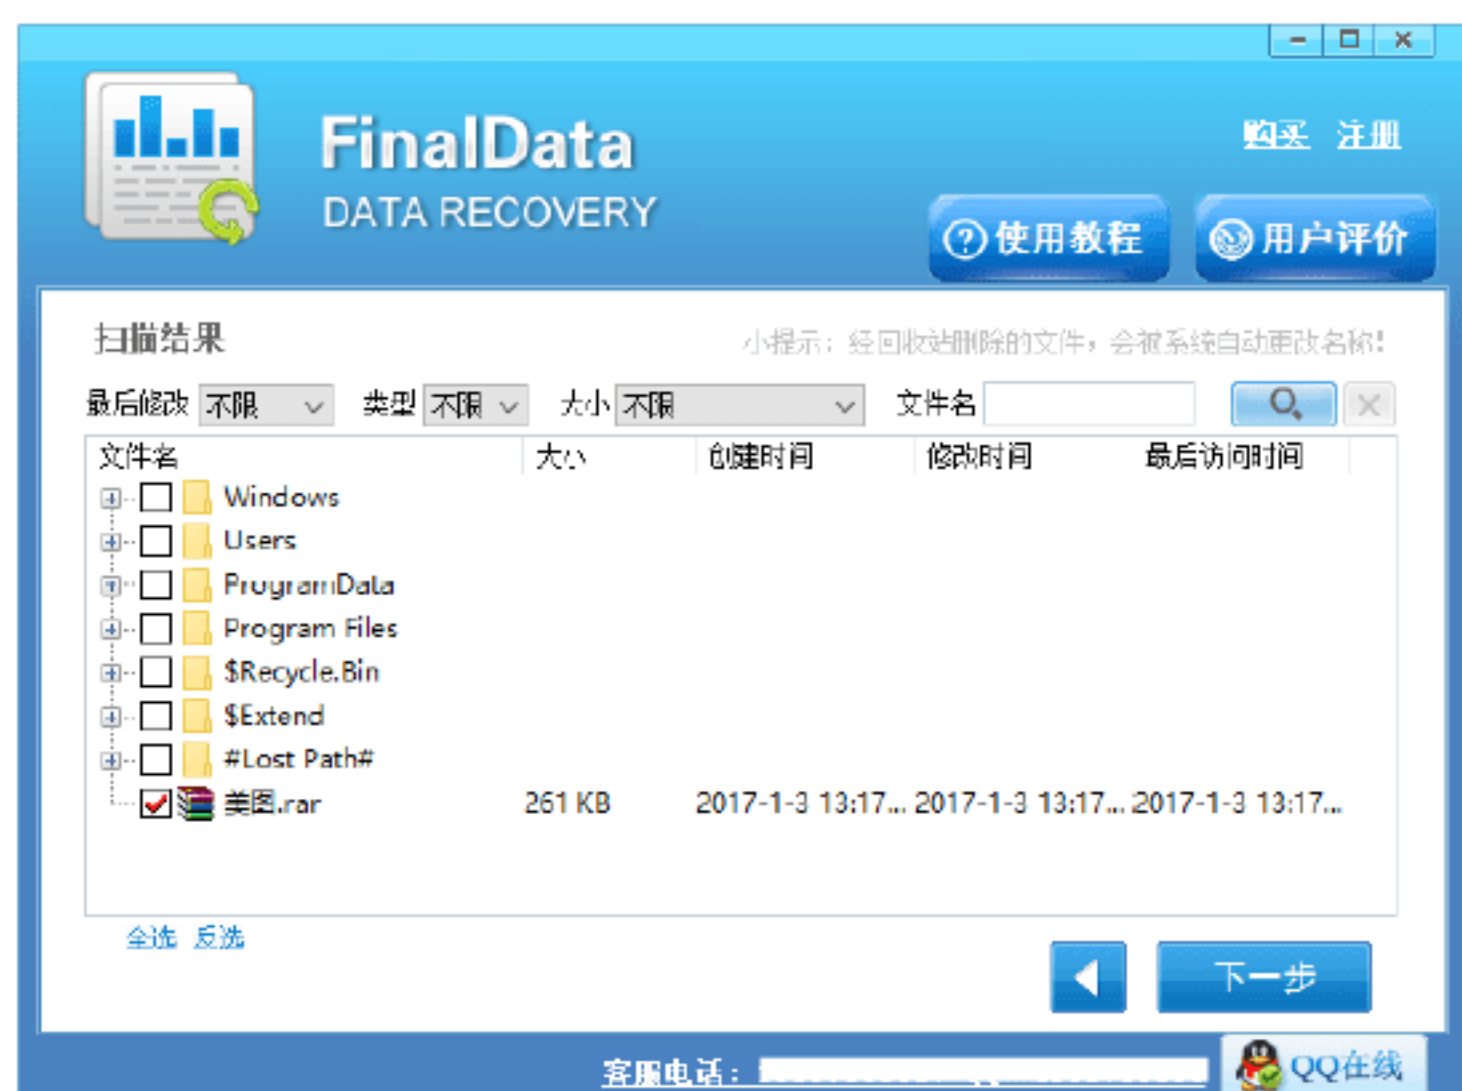 FinalData
DATA RECOVERY
购买 注册
使用教程 用户评价
扫描结果 小提示：经回收站删除的文件，会被系统自动更改名称！
最后修改 不限 类型 不限 大小 不限 文件名
文件名 大小 创建时间 修改时间 最后访问时间
Windows
Users
ProgramData
Program Files
$Recycle.Bin
$Extend
#Lost Path#
美图.rar 261 KB 2017-1-3 13:17... 2017-1-3 13:17... 2017-1-3 13:17...
全选 反选
下一步
客服电话： QQ在线